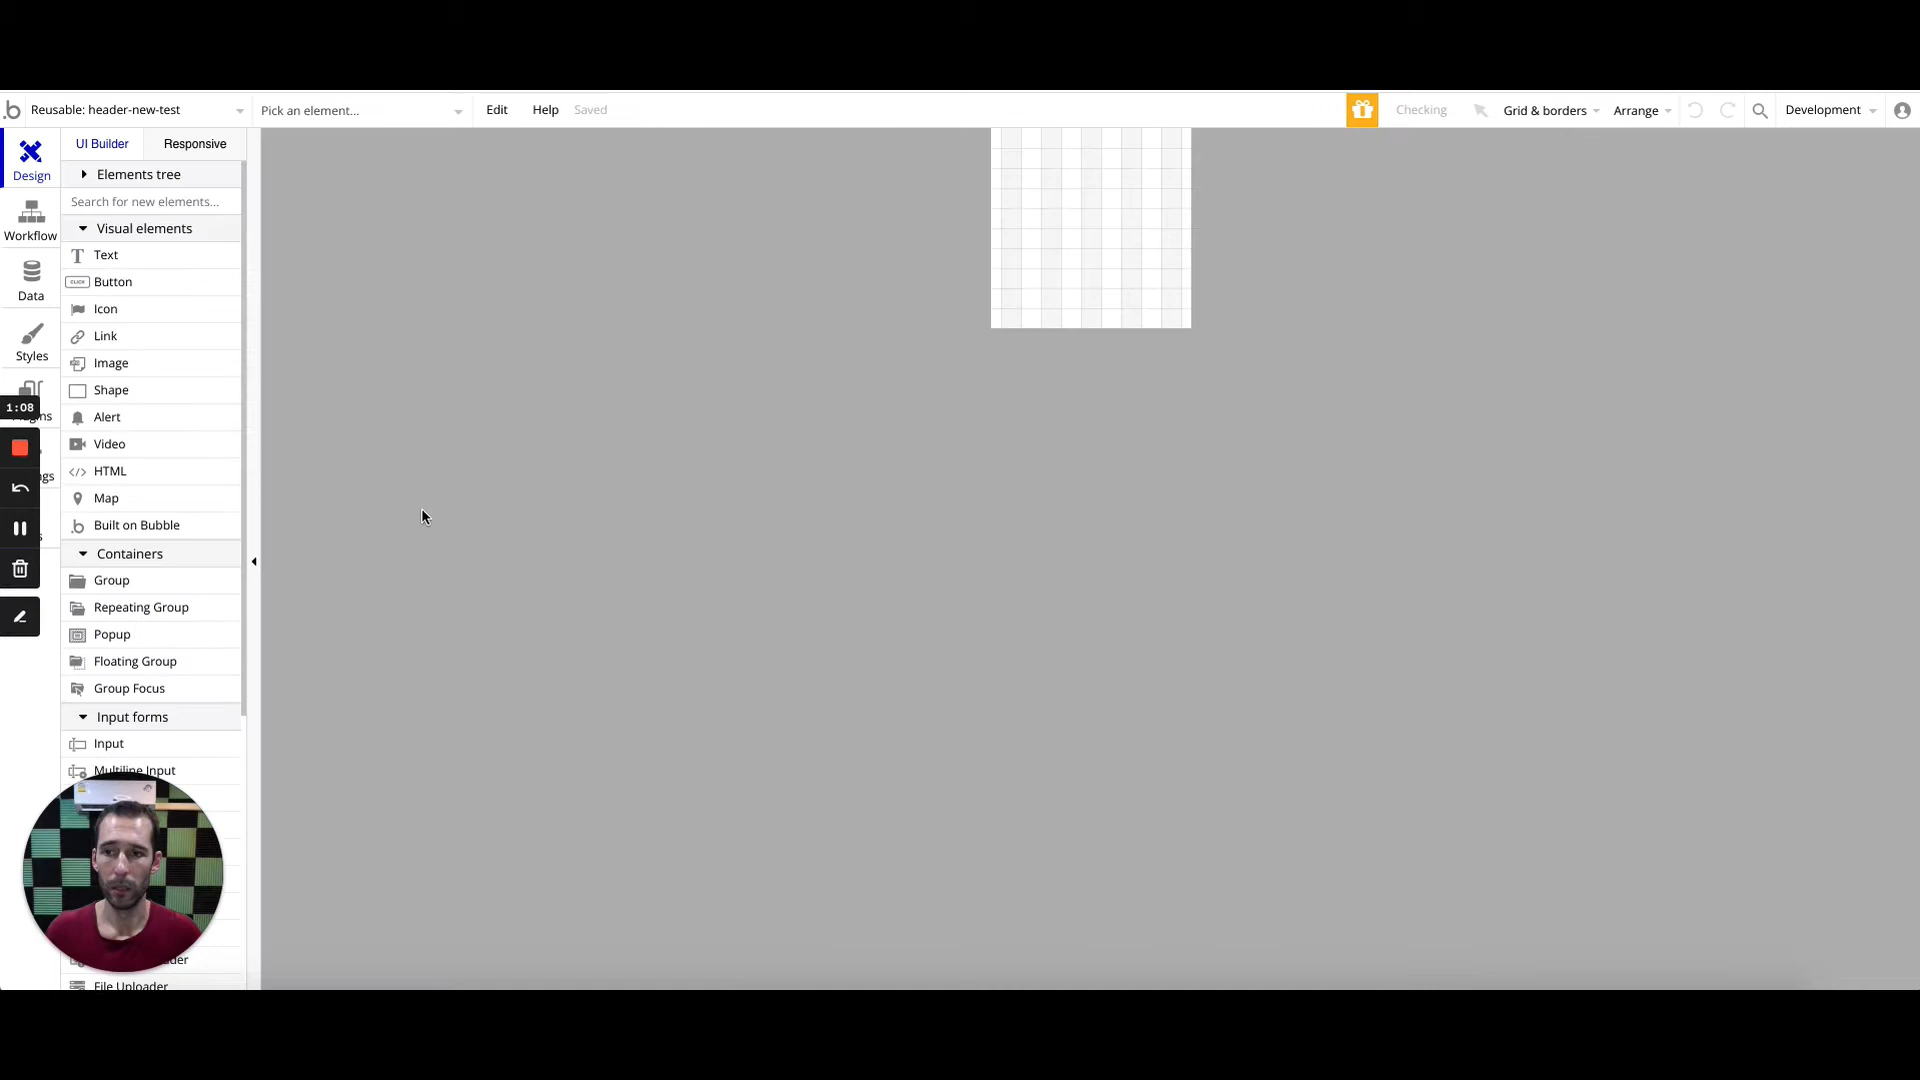 .b Reusable: header-new-test Pick an element... Edit Help Saved Checking Grid & borders Arrange Development
UI Builder Responsive
Design
Elements tree
Search for new elements...
Workflow
Visual elements
Text
CLICK Button
Data
Icon
Link
Styles
Image
Shape
1:08
Alert
Video
HTML
Map
.b Built on Bubble
Containers
Group
Repeating Group
Popup
Floating Group
Group Focus
Input forms
Input
Multiline Input
File Uploader